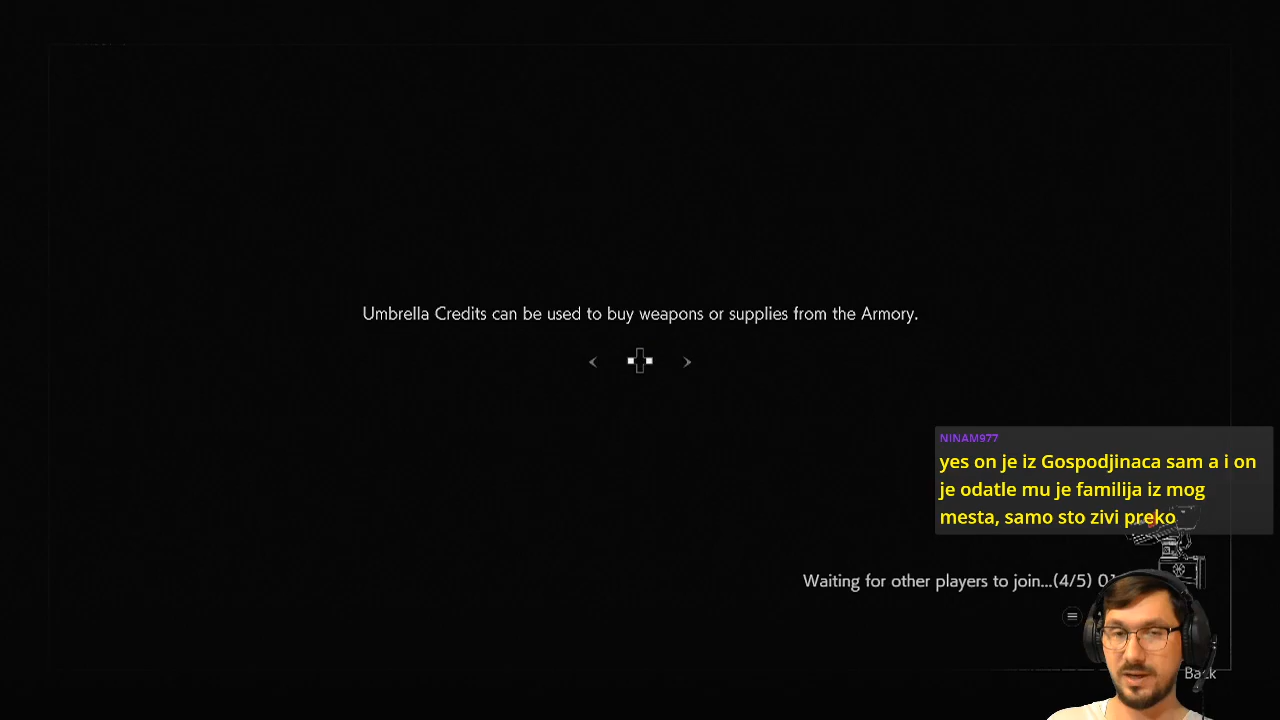 Umbrella Credits can be used to buy weapons or supplies from the Armory.
NINAM977
yes on je iz Gospodjinaca sam a i on
je odatle mu je familija iz mog
mesta, samo sto zivi preko
Waiting for other players to join...(4/5)
Back